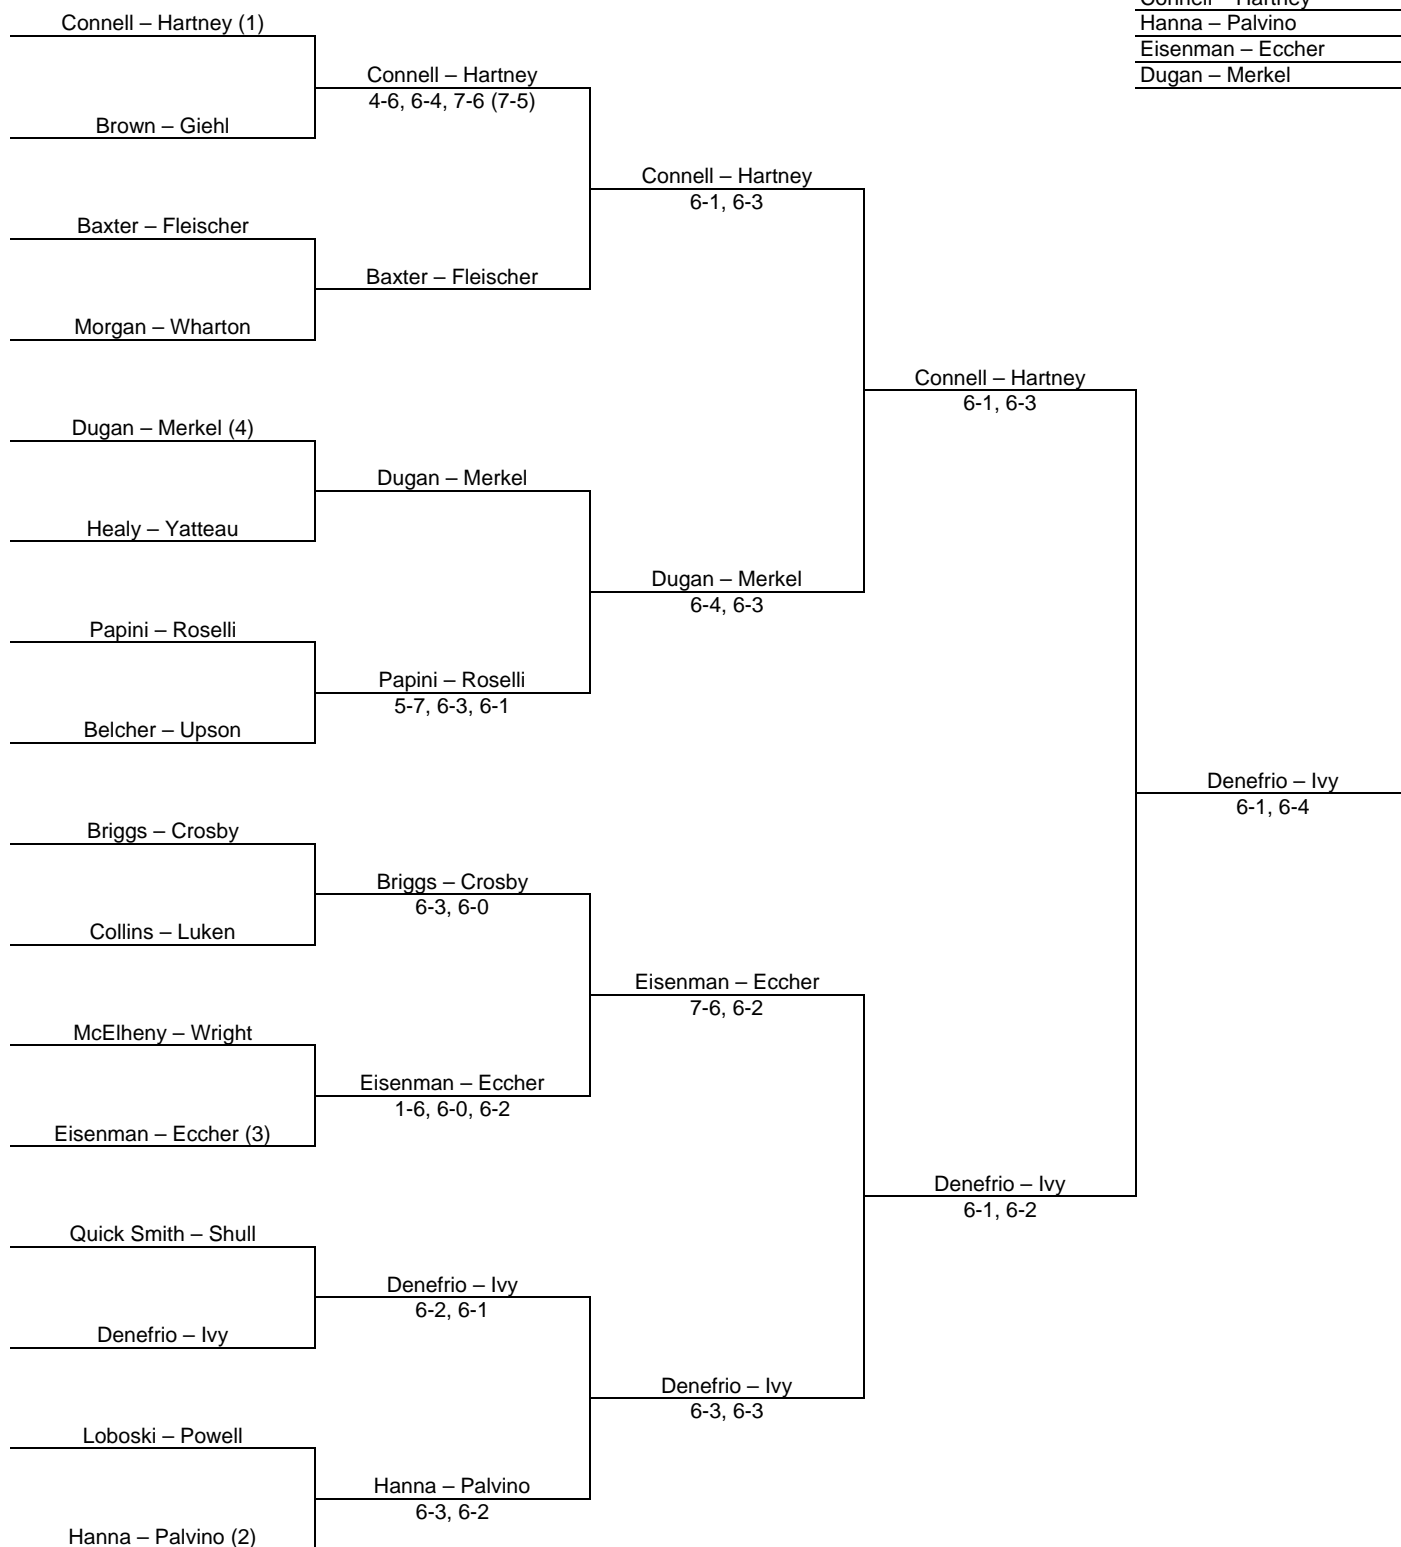 Connell – Hartney
Hanna – Palvino
Eisenman – Eccher
Dugan – Merkel
Connell – Hartney (1)
Brown – Giehl
Baxter – Fleischer
Morgan – Wharton
Dugan – Merkel (4)
Healy – Yatteau
Papini – Roselli
Belcher – Upson
Briggs – Crosby
Collins – Luken
McElheny – Wright
Eisenman – Eccher (3)
Quick Smith – Shull
Denefrio – Ivy
Loboski – Powell
Hanna – Palvino (2)
Connell – Hartney
4-6, 6-4, 7-6 (7-5)
Baxter – Fleischer
Dugan – Merkel
Papini – Roselli
5-7, 6-3, 6-1
Briggs – Crosby
6-3, 6-0
Eisenman – Eccher
1-6, 6-0, 6-2
Denefrio – Ivy
6-2, 6-1
Hanna – Palvino
6-3, 6-2
Connell – Hartney
6-1, 6-3
Dugan – Merkel
6-4, 6-3
Eisenman – Eccher
7-6, 6-2
Denefrio – Ivy
6-3, 6-3
Connell – Hartney
6-1, 6-3
Denefrio – Ivy
6-1, 6-2
Denefrio – Ivy
6-1, 6-4